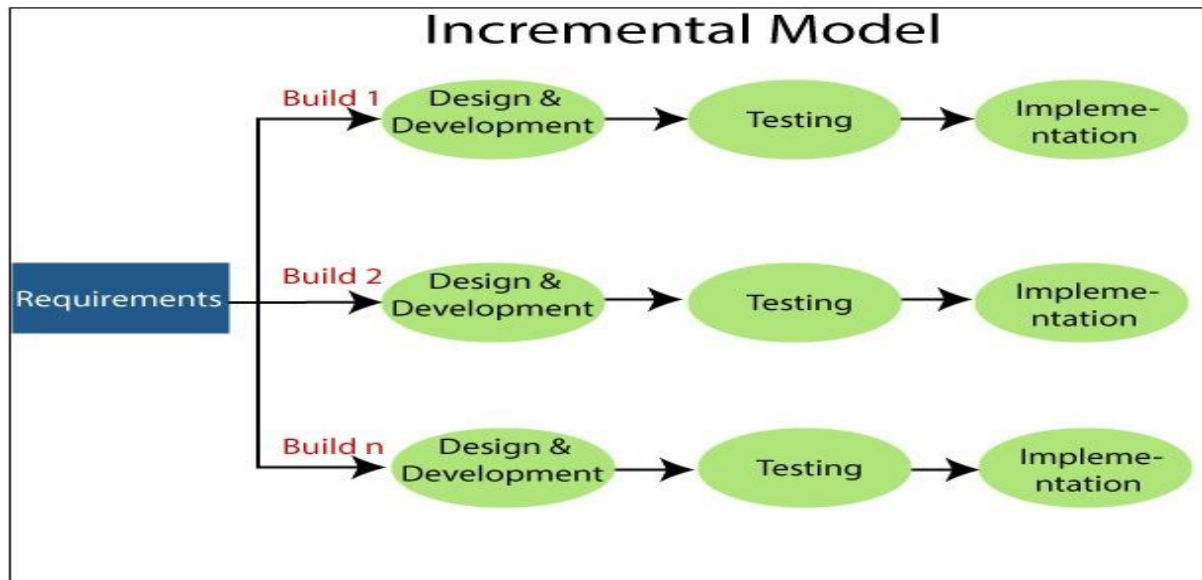 Incremental Model
Build 1
Design &
Development
Testing
Impleme-
ntation
Requirements
Build 2
Design &
Development
Testing
Impleme-
ntation
Build n
Design &
Development
Testing
Impleme-
ntation